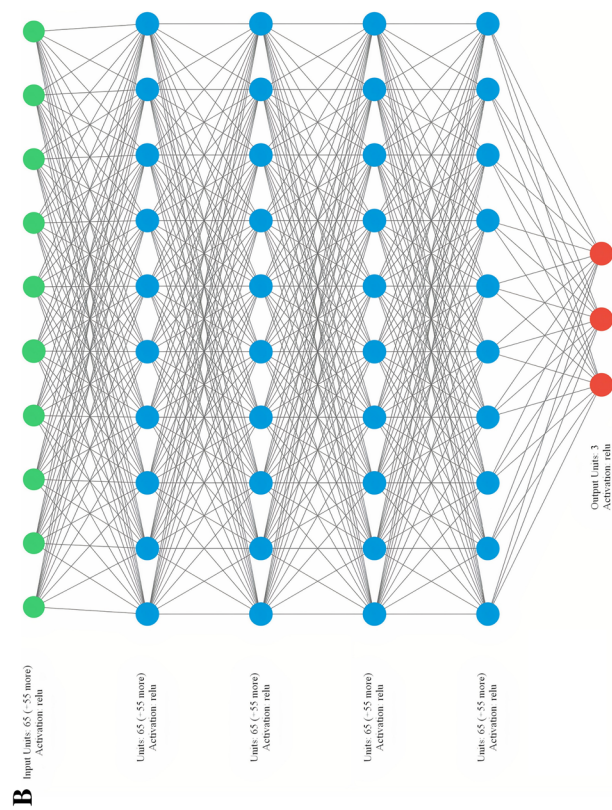 B
Input Units: 65 (~55 more)
Activation relu
Units: 65 (~55 more)
Activation relu
Units: 65 (~55 more)
Activation relu
Units: 65 (~55 more)
Activation relu
Units: 65 (~55 more)
Activation relu
Output Units: 3
Activation relu